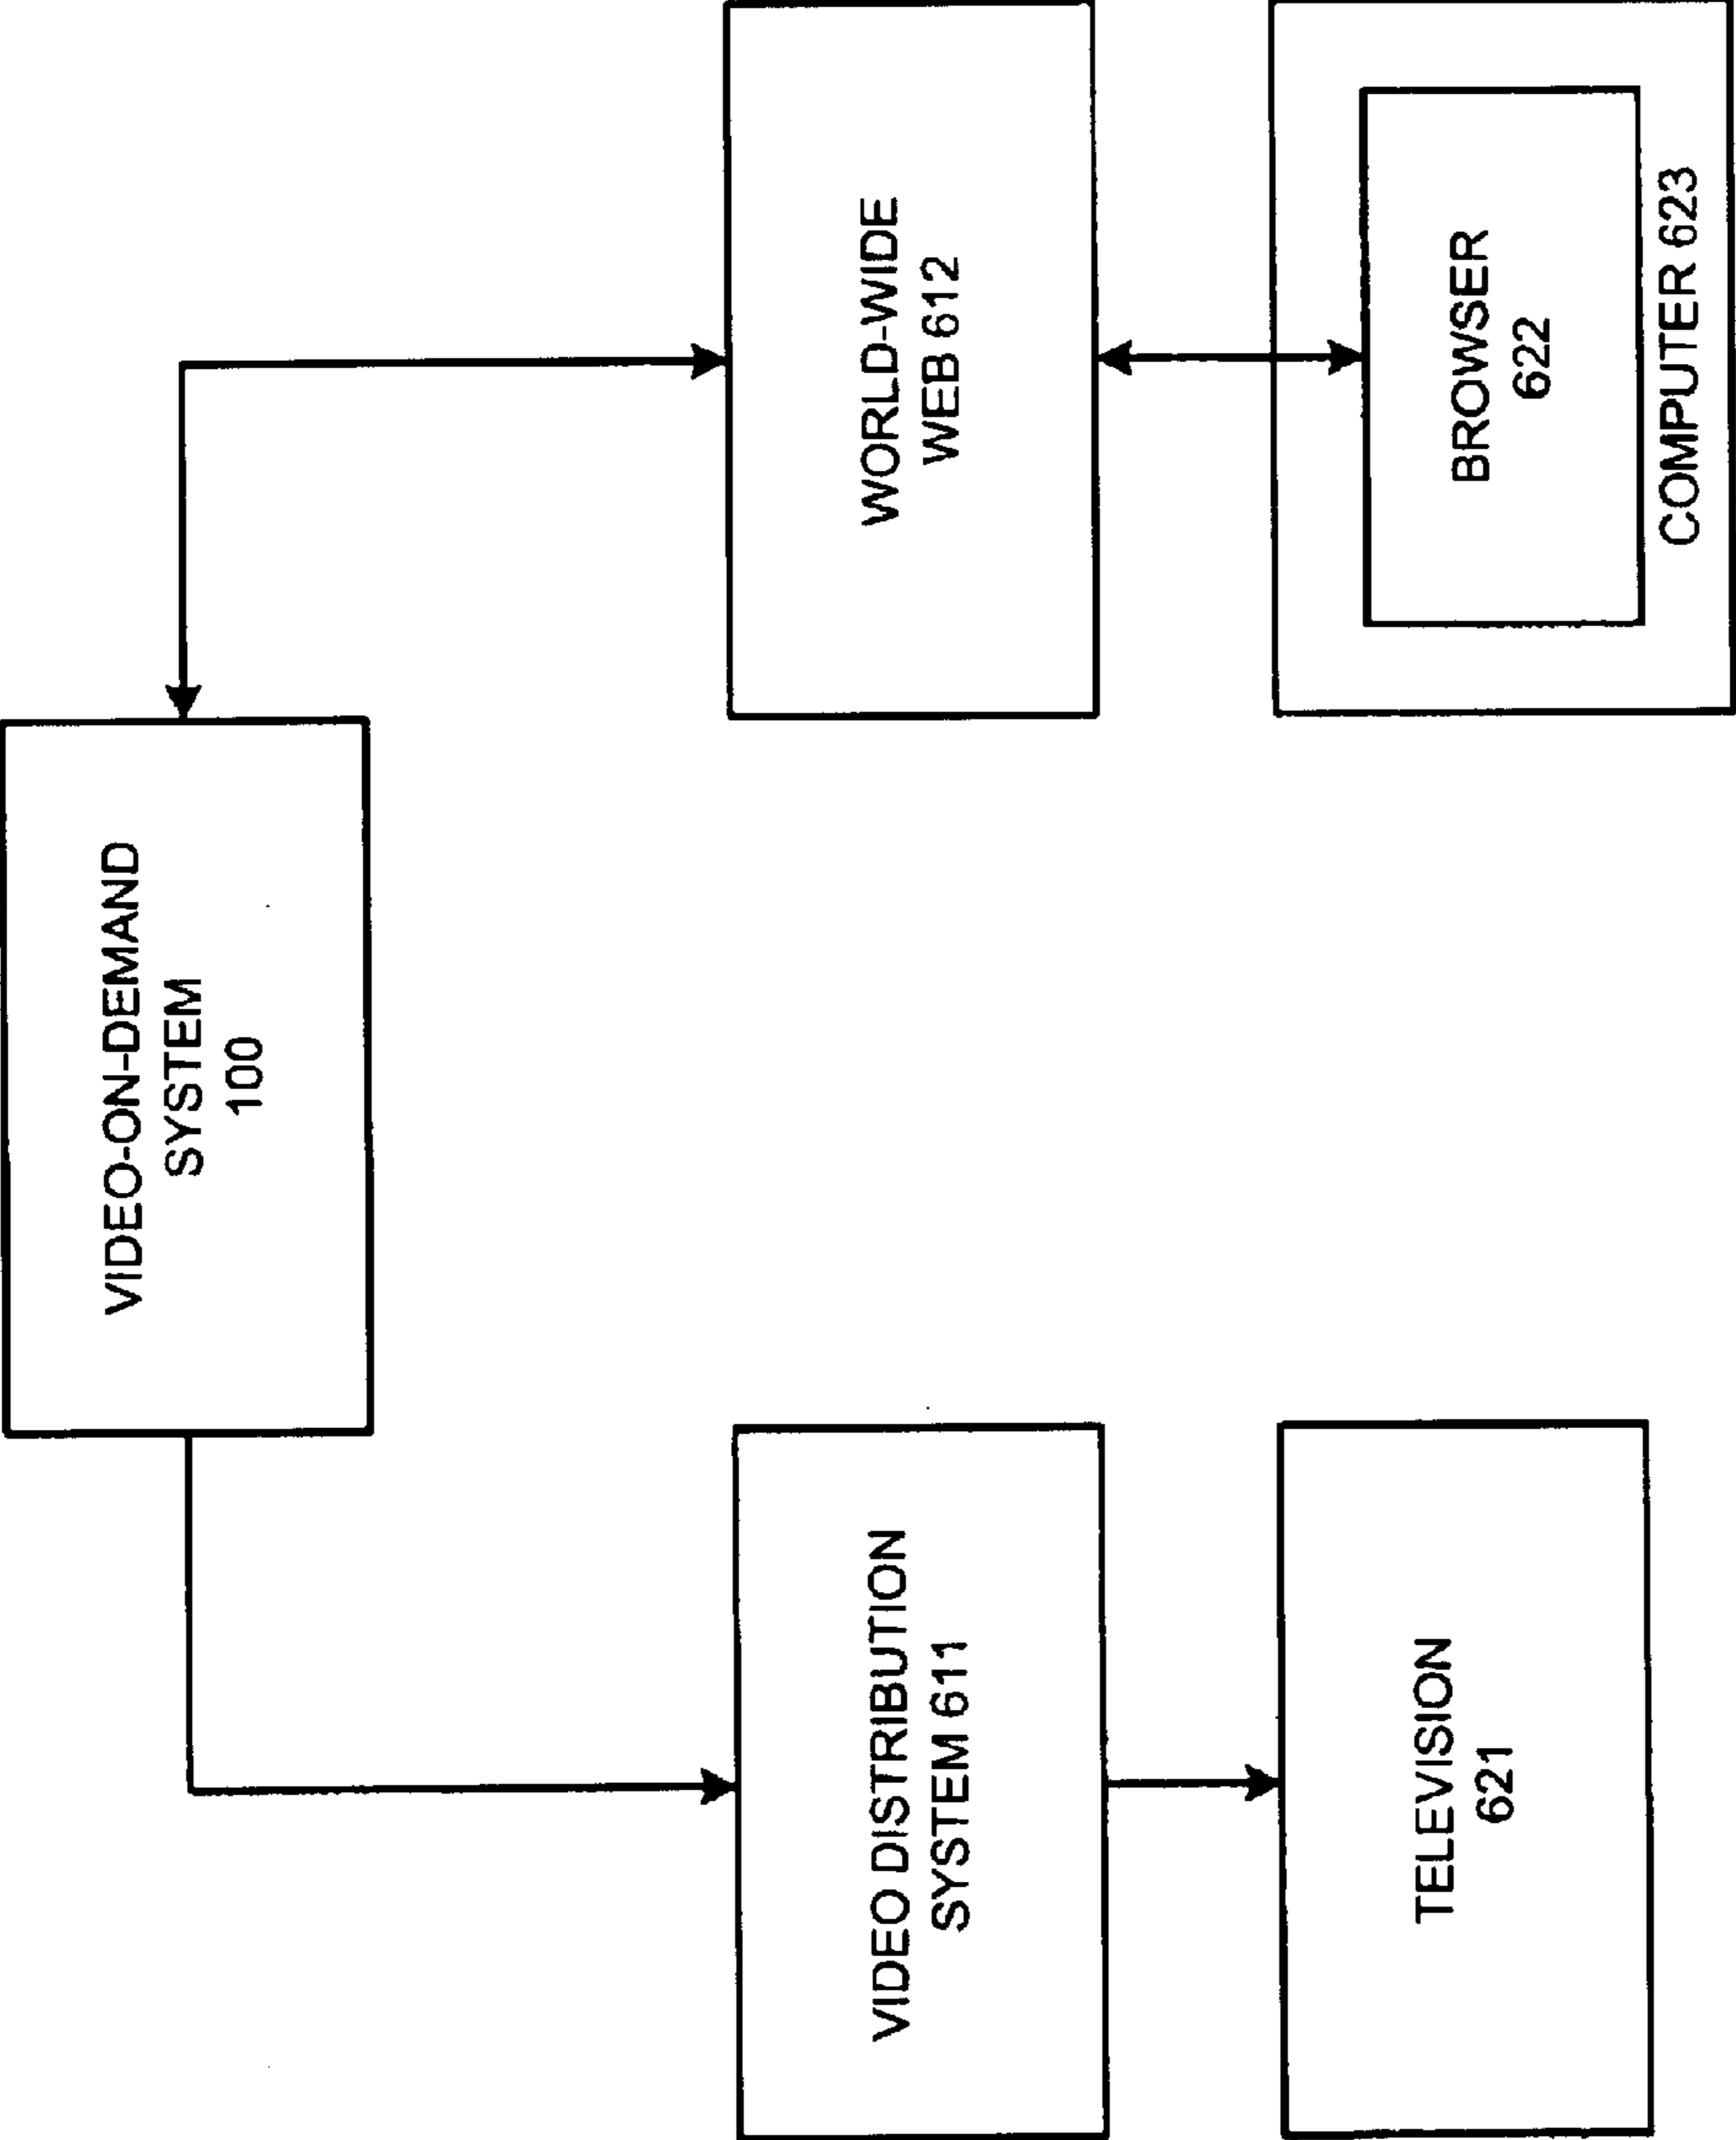 VIDEO-ON-DEMAND
SYSTEM
100
VIDEO DISTRIBUTION
SYSTEM 611
WORLD-WIDE
WEB 612
TELEVISION
621
BROWSER
622
COMPUTER 623